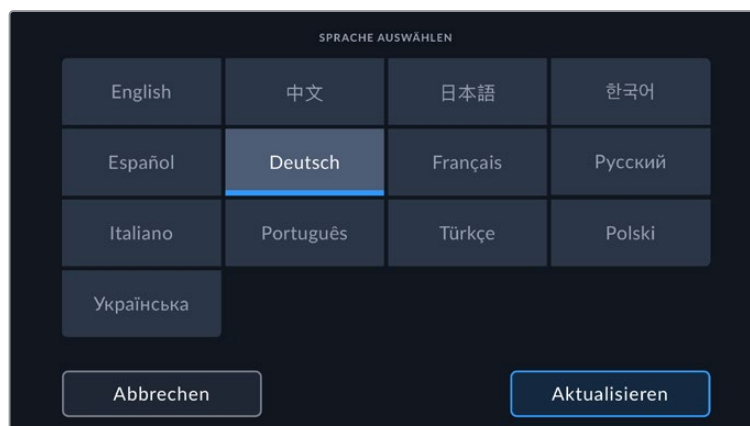 SPRACHE AUSWÄHLEN
English 中文 日本語 한국어
Español Deutsch Français Русский
Italiano Português Türkçe Polski
Українська
Abbrechen Aktualisieren